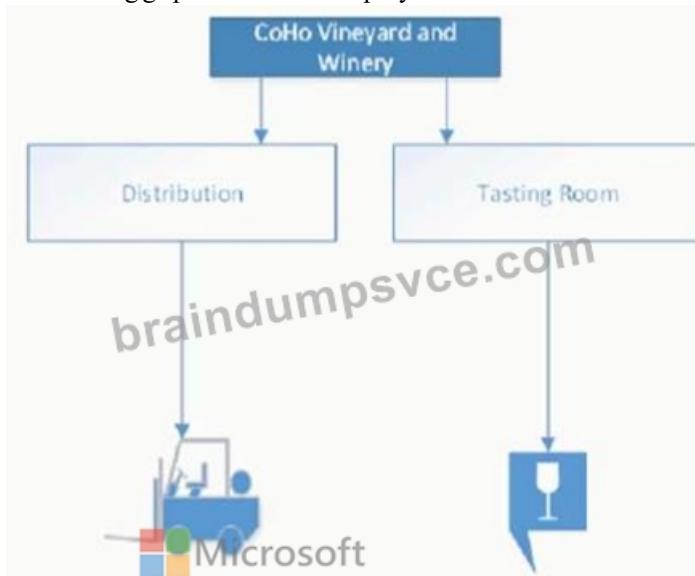 CoHo Vineyard and
Winery
Distribution
Tasting Room
braindumpsvce.com
Microsoft